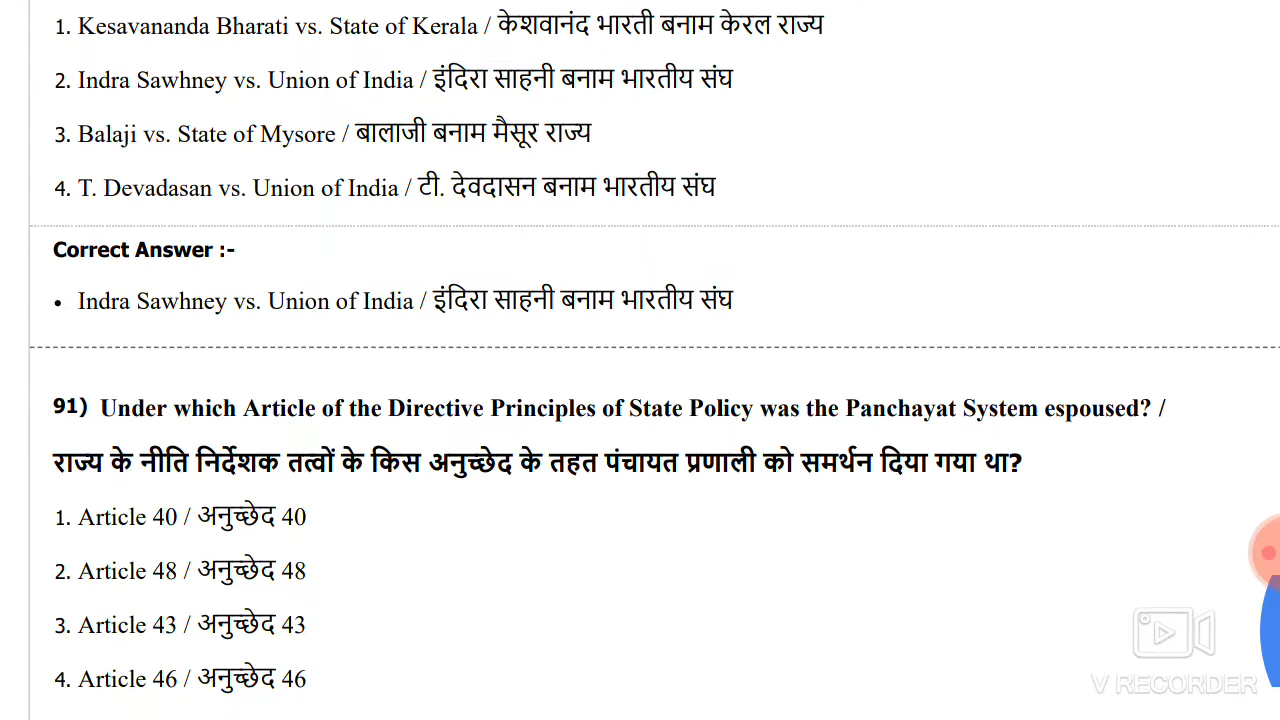 1. Kesavananda Bharati vs. State of Kerala / केशवानंद भारती बनाम केरल राज्य
2. Indra Sawhney vs. Union of India / इंदिरा साहनी बनाम भारतीय संघ
3. Balaji vs. State of Mysore / बालाजी बनाम मैसूर राज्य
4. T. Devadasan vs. Union of India / टी. देवदासन बनाम भारतीय संघ
Correct Answer :-
• Indra Sawhney vs. Union of India / इंदिरा साहनी बनाम भारतीय संघ
91) Under which Article of the Directive Principles of State Policy was the Panchayat System espoused? /
राज्य के नीति निर्देशक तत्वों के किस अनुच्छेद के तहत पंचायत प्रणाली को समर्थन दिया गया था?
1. Article 40 / अनुच्छेद 40
2. Article 48 / अनुच्छेद 48
3. Article 43 / अनुच्छेद 43
4. Article 46 / अनुच्छेद 46
V RECORDER